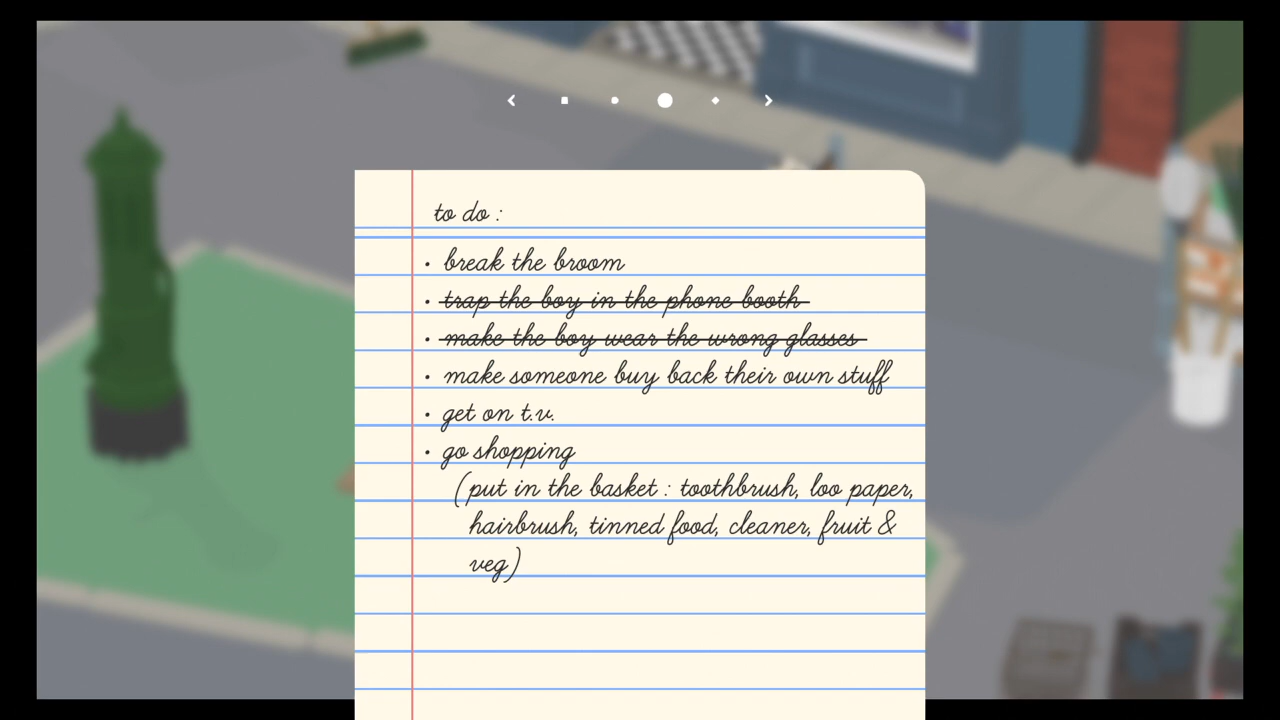 to do :
• break the broom
• trap the boy in the phone booth
• make the boy wear the wrong glasses
• make someone buy back their own stuff
• get on t.v.
• go shopping
(put in the basket : toothbrush, loo paper,
hairbrush, tinned food, cleaner, fruit &
veg)